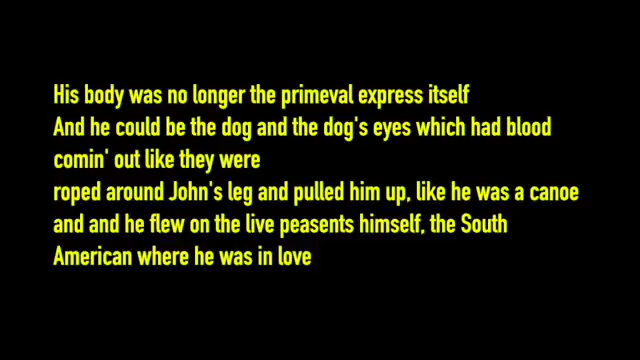 His body was no longer the primeval express itself
And he could be the dog and the dog's eyes which had blood
comin' out like they were
roped around John's leg and pulled him up, like he was a canoe
and and he flew on the live peasents himself, the South
American where he was in love